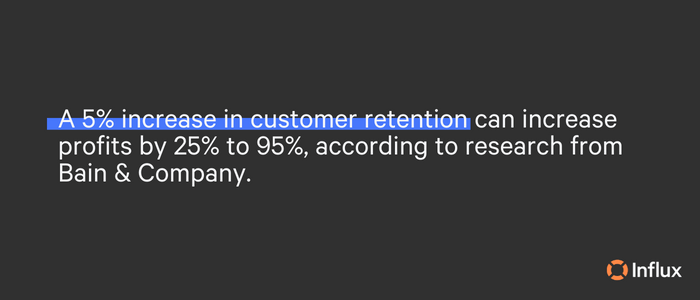 A 5% increase in customer retention can increase
profits by 25% to 95%, according to research from
Bain & Company.
Influx